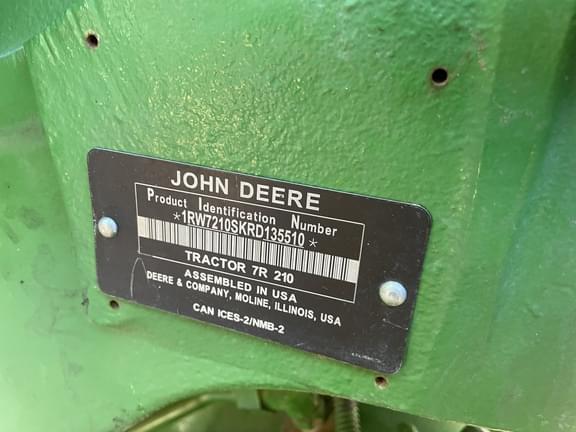 JOHN DEERE
Product Identification Number
*1RW7210SKRD135510*
TRACTOR 7R 210
ASSEMBLED IN USA
DEERE & COMPANY, MOLINE, ILLINOIS, USA
CAN ICES-2/NMB-2